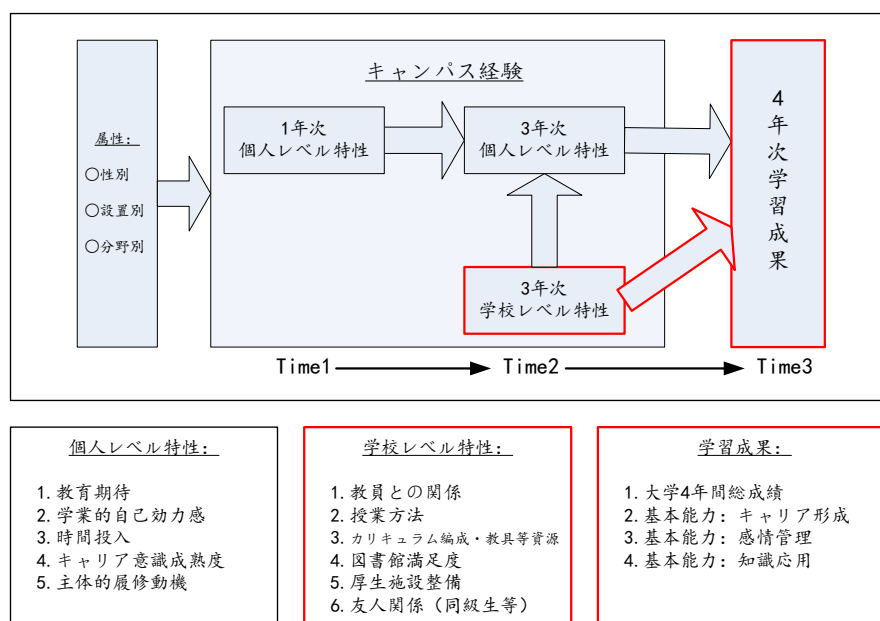 キャンパス経験
属性:
○性別
○設置別
○分野別
1年次
個人レベル特性
3年次
個人レベル特性
3年次
学校レベル特性
4年次学習成果
Time1
Time2
Time3
個人レベル特性:
1. 教育期待
2. 学業的自己効力感
3. 時間投入
4. キャリア意識成熟度
5. 主体的履修動機
学校レベル特性:
1. 教員との関係
2. 授業方法
3. カリキュラム編成・教具等資源
4. 図書館満足度
5. 厚生施設整備
6. 友人関係（同級生等）
学習成果:
1. 大学4年間総成績
2. 基本能力: キャリア形成
3. 基本能力: 感情管理
4. 基本能力: 知識応用